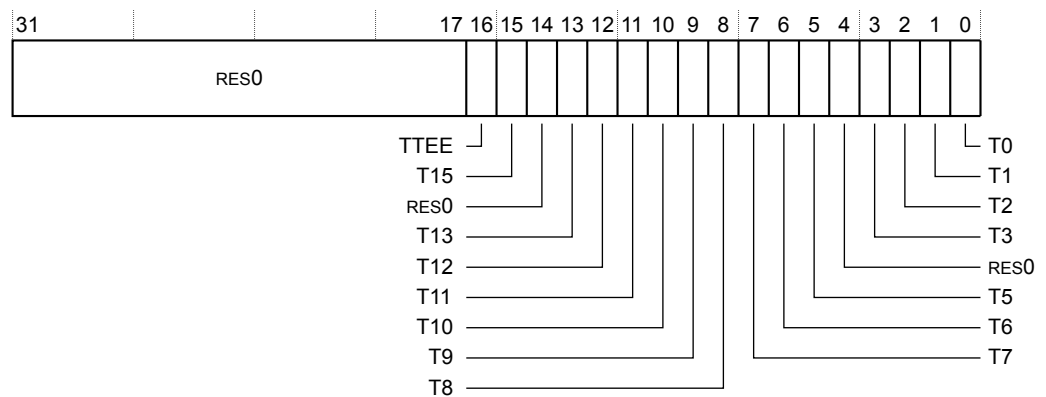 31 17 16 15 14 13 12 11 10 9 8 7 6 5 4 3 2 1 0
RES0
TTEE T0
T15 T1
RES0 T2
T13 T3
T12 RES0
T11 T5
T10 T6
T9 T7
T8